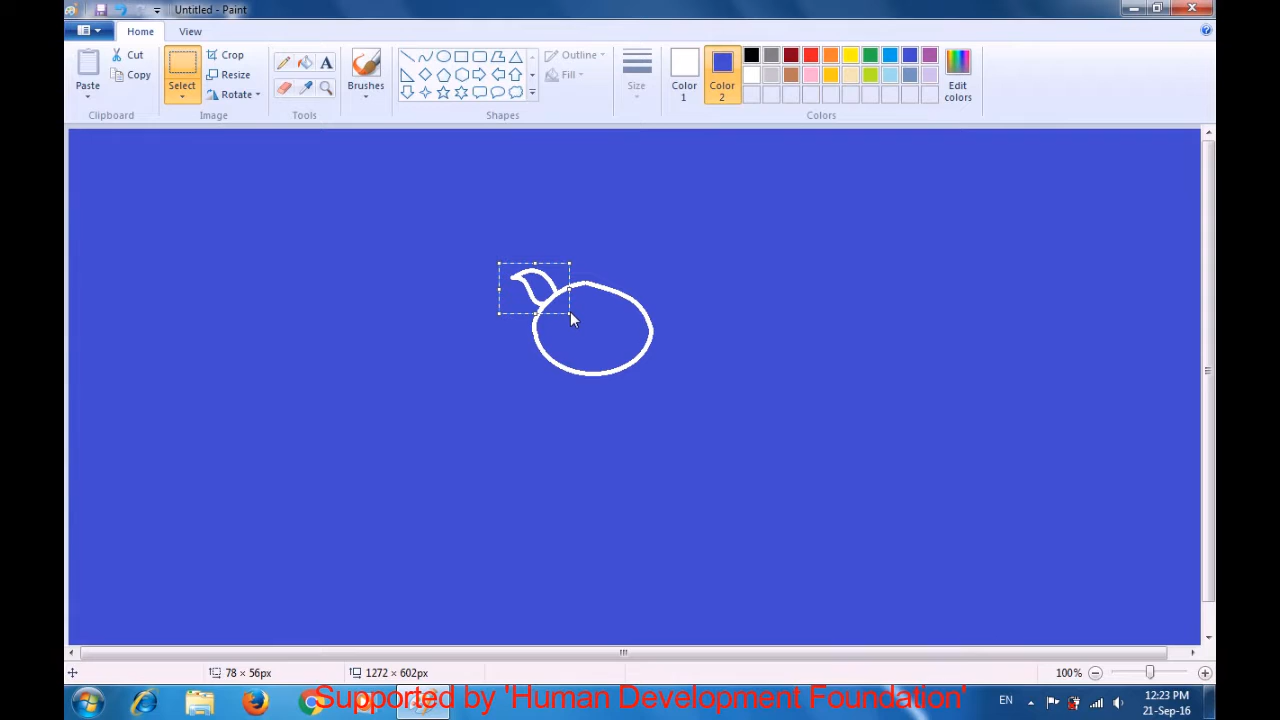 Untitled - Paint
Home
View
Paste
Cut
Copy
Clipboard
Select
Crop
Resize
Rotate
Image
A
Tools
Brushes
Shapes
Outline
Fill
Size
Color 1
Color 2
Edit colors
Colors
78 × 56px
1272 × 602px
100%
EN
12:23 PM
21-Sep-16
Supported by 'Human Development Foundation'